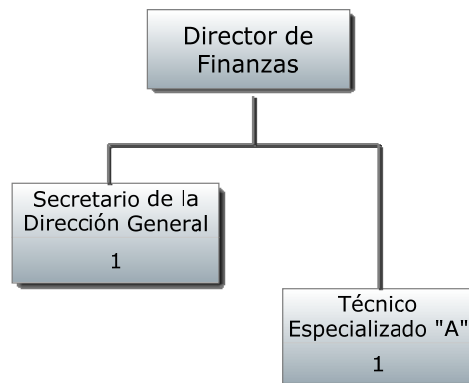 Director de
Finanzas
Secretario de la
Dirección General
1
Técnico
Especializado "A"
1